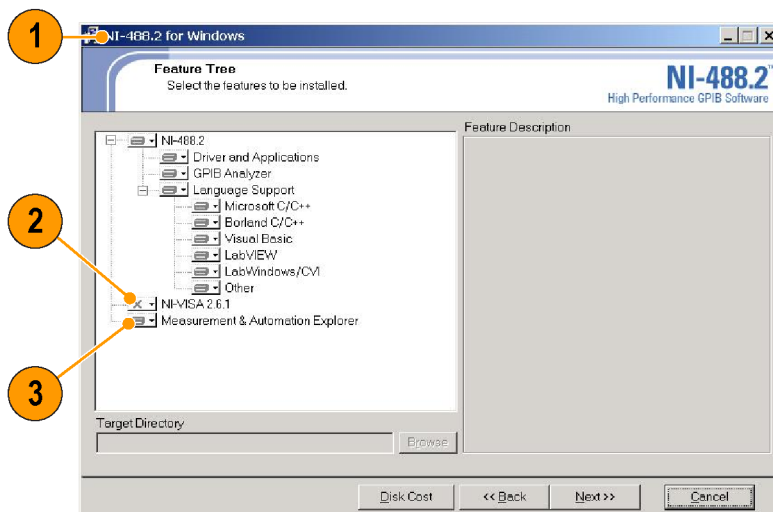 1
NI-488.2 for Windows
Feature Tree
Select the features to be installed.
NI-488.2™
High Performance GPIB Software
Feature Description
NI-488.2
Driver and Applications
GPIB Analyzer
Language Support
Microsoft C/C++
Borland C/C++
Visual Basic
LabVIEW
LabWindows/CVI
Other
2
NI-VISA 2.6.1
Measurement & Automation Explorer
3
Target Directory
Browse
Disk Cost
<< Back
Next >>
Cancel